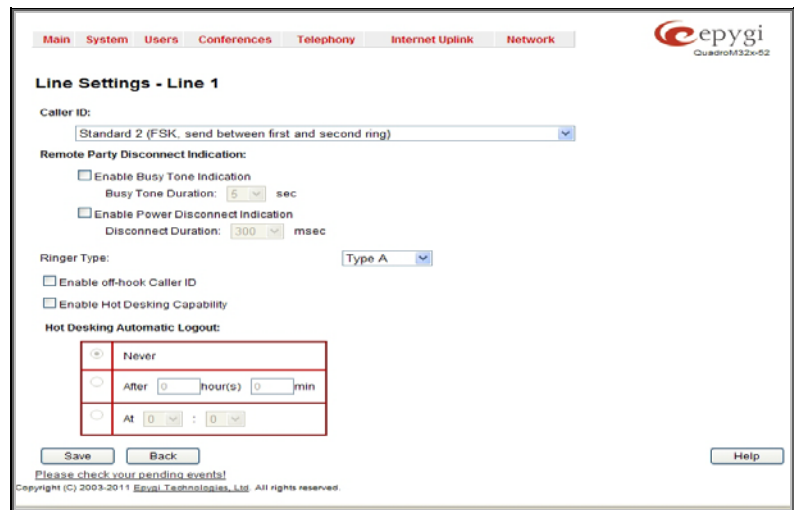 Main System Users Conferences Telephony Internet Uplink Network
epygi
QuadroM32x-52
Line Settings - Line 1
Caller ID:
Standard 2 (FSK, send between first and second ring)
Remote Party Disconnect Indication:
Enable Busy Tone Indication
Busy Tone Duration: 5 sec
Enable Power Disconnect Indication
Disconnect Duration: 300 msec
Ringer Type: Type A
Enable off-hook Caller ID
Enable Hot Desking Capability
Hot Desking Automatic Logout:
Never
After 0 hour(s) 0 min
At 0 : 0
Save Back Help
Please check your pending events!
Copyright (C) 2003-2011 Epygi Technologies, Ltd. All rights reserved.